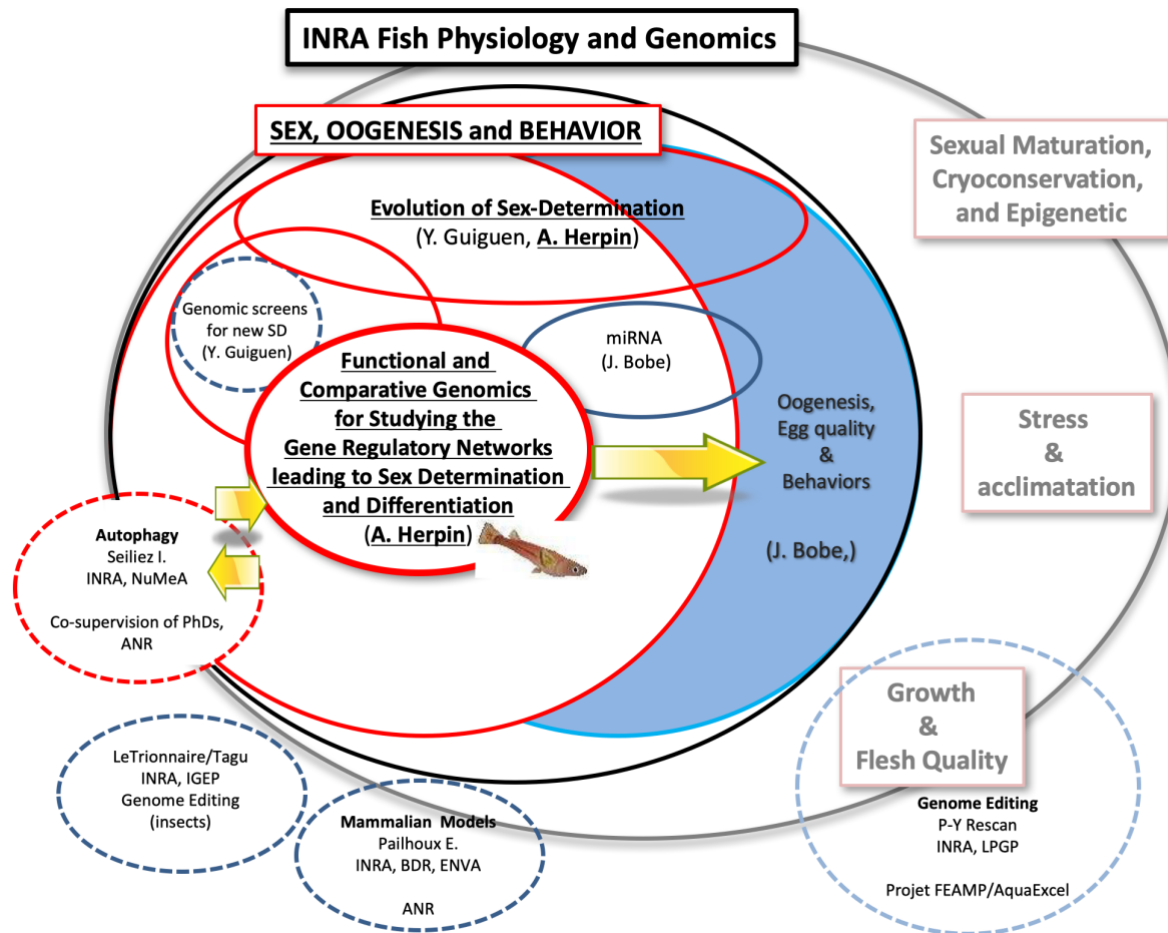 INRA Fish Physiology and Genomics
SEX, OOGENESIS and BEHAVIOR
Sexual Maturation,
Cryoconservation,
and Epigenetic
Evolution of Sex-Determination
(Y. Guiguen, A. Herpin)
Genomic screens
for new SD
(Y. Guiguen)
miRNA
(J. Bobe)
Functional and
Comparative Genomics
for Studying the
Gene Regulatory Networks
leading to Sex Determination
and Differentiation
(A. Herpin)
Oogenesis,
Egg quality
&
Behaviors
(J. Bobe,)
Stress
&
acclimatation
Autophagy
Seiliez I.
INRA, NuMeA
Co-supervision of PhDs,
ANR
Growth
&
Flesh Quality
LeTrionnaire/Tagu
INRA, IGEP
Genome Editing
(insects)
Mammalian Models
Pailhoux E.
INRA, BDR, ENVA
ANR
Genome Editing
P-Y Rescan
INRA, LPGP
Projet FEAMP/AquaExcel